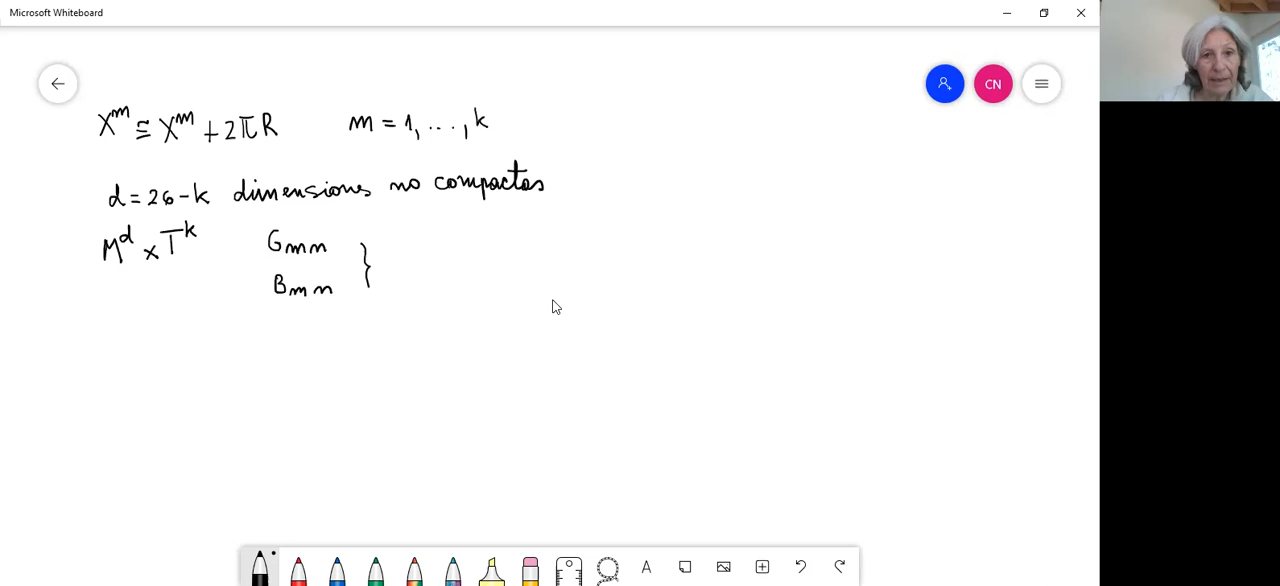 Microsoft Whiteboard
CN
X^m ≅ X^m + 2πR m = 1, ..., k
d = 26 - k dimensiones no compactas
M^d × T^k G_mn
B_mn }
A